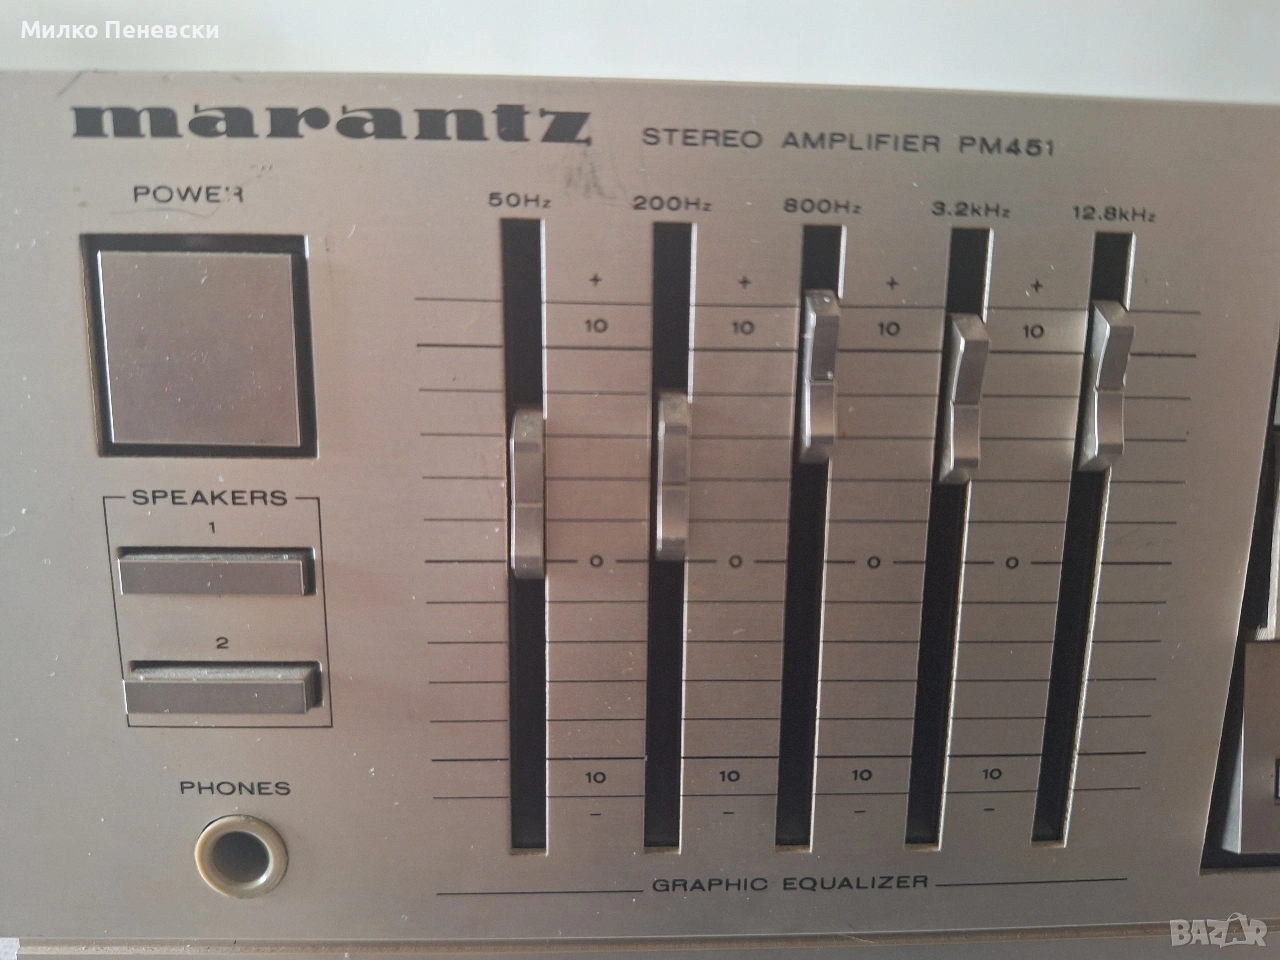 Милко Пеневски
marantz STEREO AMPLIFIER PM451
POWER
50Hz 200Hz 800Hz 3.2kHz 12.8kHz
+ + + +
10 10 10 10
SPEAKERS
1
0 0 0 0
2
10 10 10 10
- - - -
PHONES
GRAPHIC EQUALIZER
BAZAR